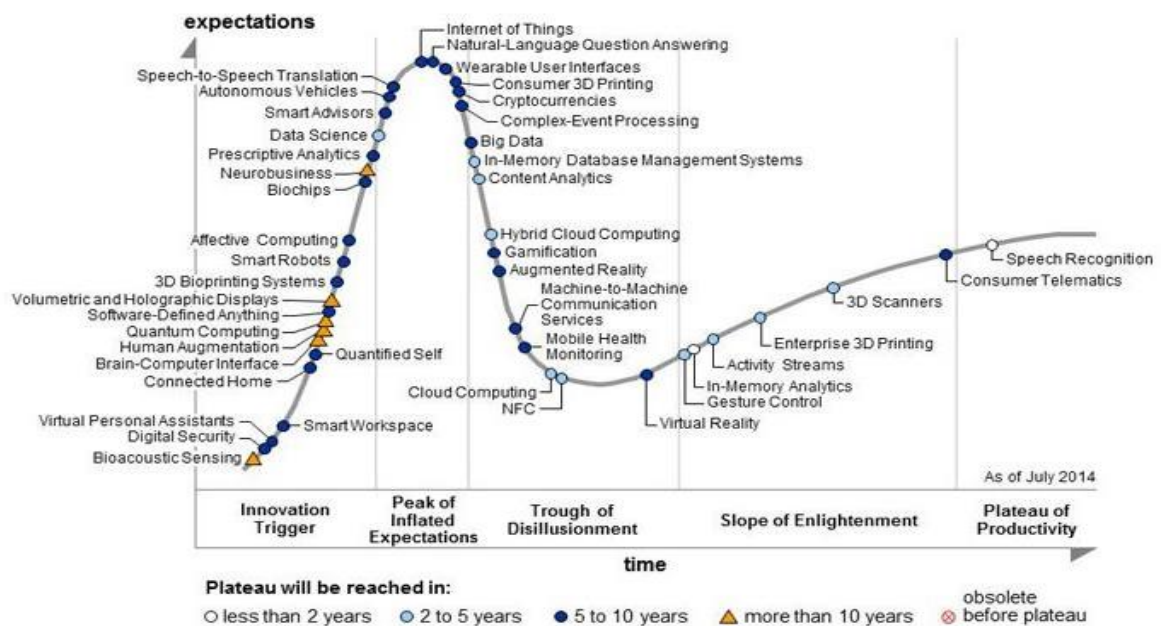 expectations
Internet of Things
Natural-Language Question Answering
Wearable User Interfaces
Speech-to-Speech Translation
Consumer 3D Printing
Autonomous Vehicles
Cryptocurrencies
Smart Advisors
Complex-Event Processing
Data Science
Big Data
Prescriptive Analytics
In-Memory Database Management Systems
Neurobusiness
Content Analytics
Biochips
Affective Computing
Hybrid Cloud Computing
Smart Robots
Gamification
3D Bioprinting Systems
Augmented Reality
Volumetric and Holographic Displays
Machine-to-Machine
Communication
Services
Software-Defined Anything
Quantum Computing
Human Augmentation
Mobile Health
Monitoring
Brain-Computer Interface
Quantified Self
Connected Home
Virtual Personal Assistants
Smart Workspace
Digital Security
Bioacoustic Sensing
Cloud Computing
NFC
Virtual Reality
Gesture Control
In-Memory Analytics
Activity Streams
Enterprise 3D Printing
3D Scanners
Consumer Telematics
Speech Recognition
As of July 2014
Innovation
Trigger
Peak of
Inflated
Expectations
Trough of
Disillusionment
Slope of Enlightenment
Plateau of
Productivity
time
Plateau will be reached in:
less than 2 years
2 to 5 years
5 to 10 years
more than 10 years
obsolete
before plateau